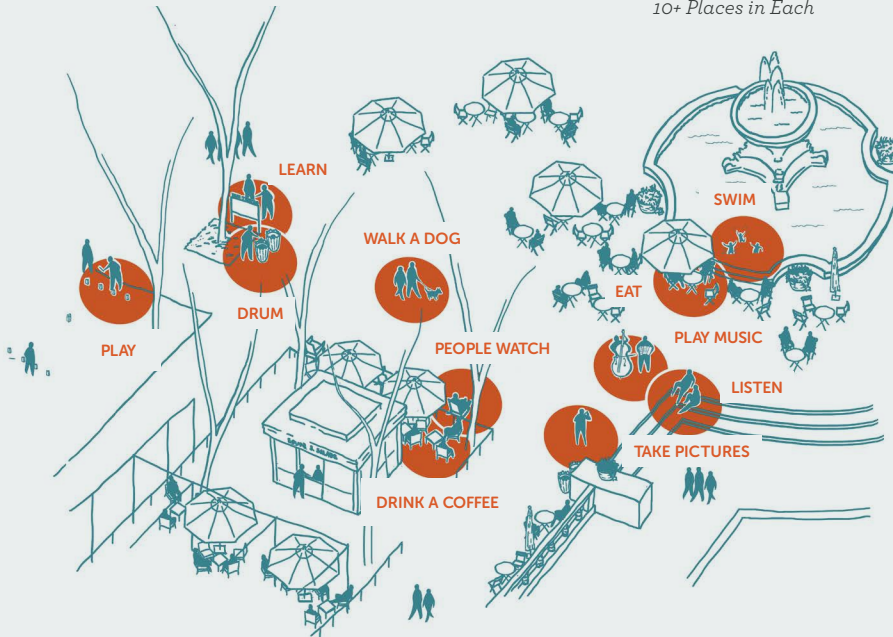 10+ Places in Each
LEARN
SWIM
WALK A DOG
EAT
DRUM
PLAY MUSIC
PLAY
PEOPLE WATCH
LISTEN
TAKE PICTURES
DRINK A COFFEE